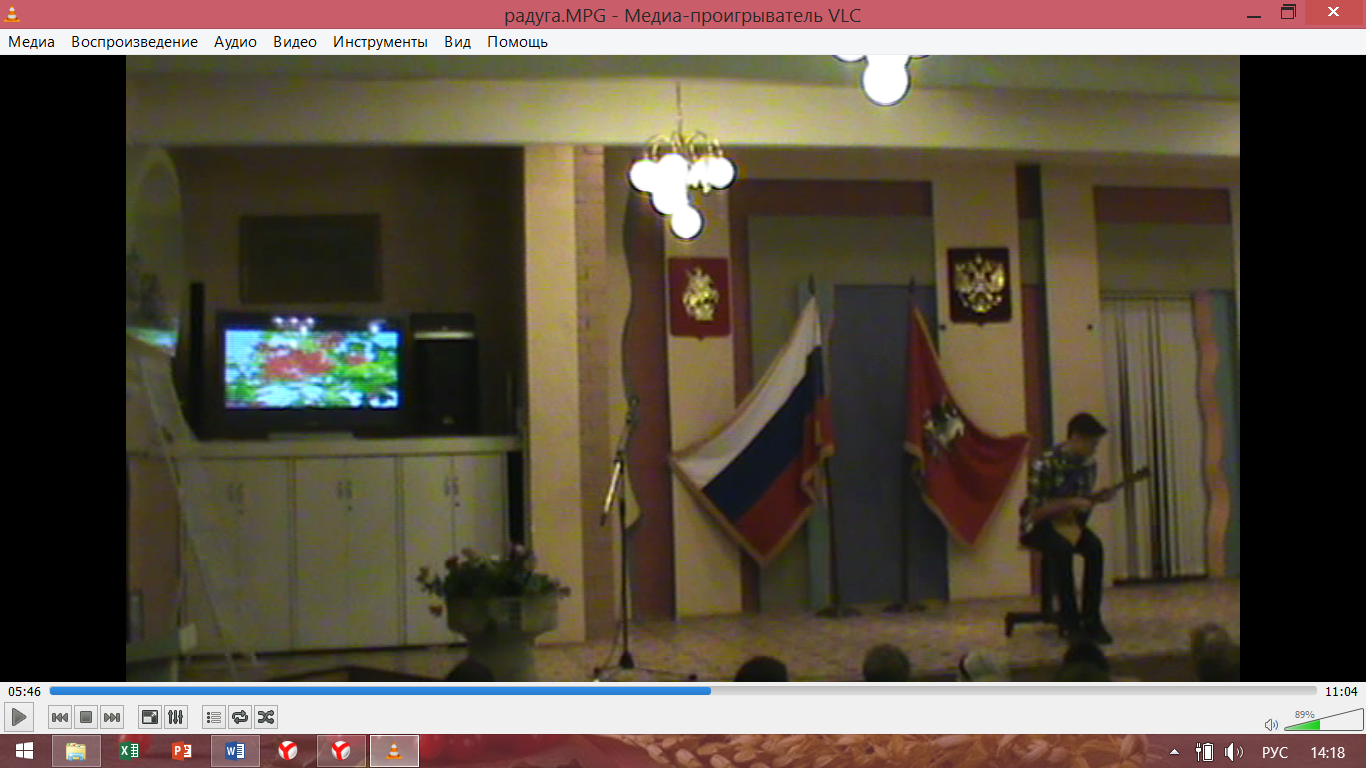 радуга.MPG - Медиа-проигрыватель VLC
Медиа Воспроизведение Аудио Видео Инструменты Вид Помощь
05:46 11:04
89%
РУС 14:18